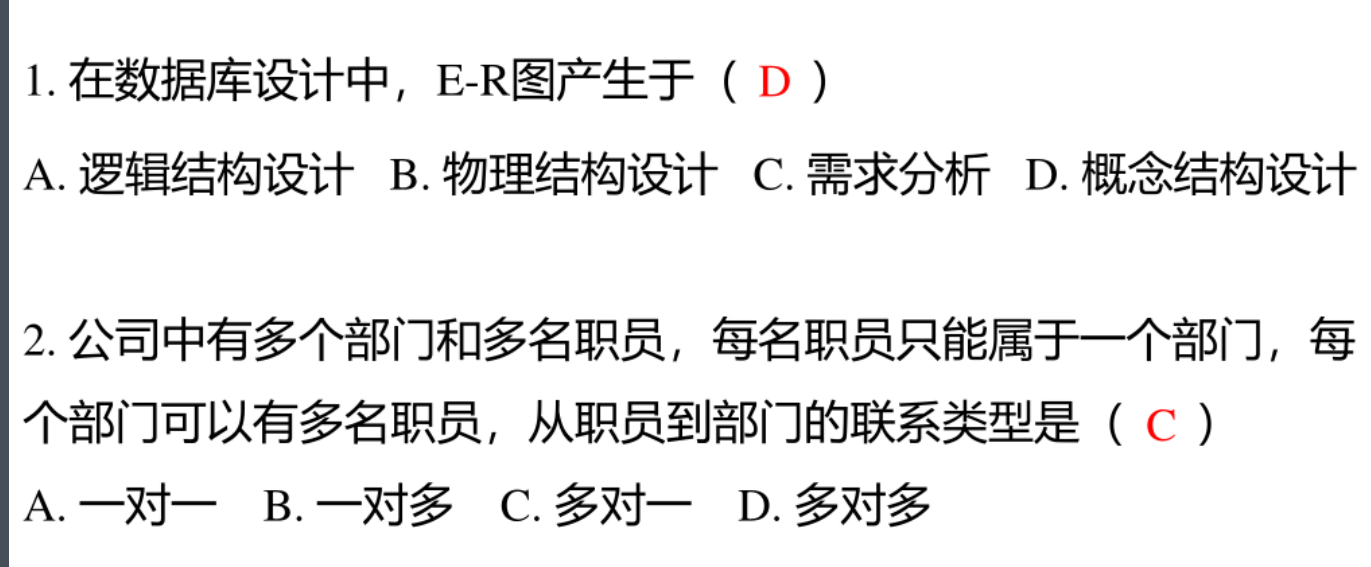 1. 在数据库设计中，E-R图产生于（ D ）
A. 逻辑结构设计 B. 物理结构设计 C. 需求分析 D. 概念结构设计
2. 公司中有多个部门和多名职员，每名职员只能属于一个部门，每
个部门可以有多名职员，从职员到部门的联系类型是（ C ）
A. 一对一 B. 一对多 C. 多对一 D. 多对多